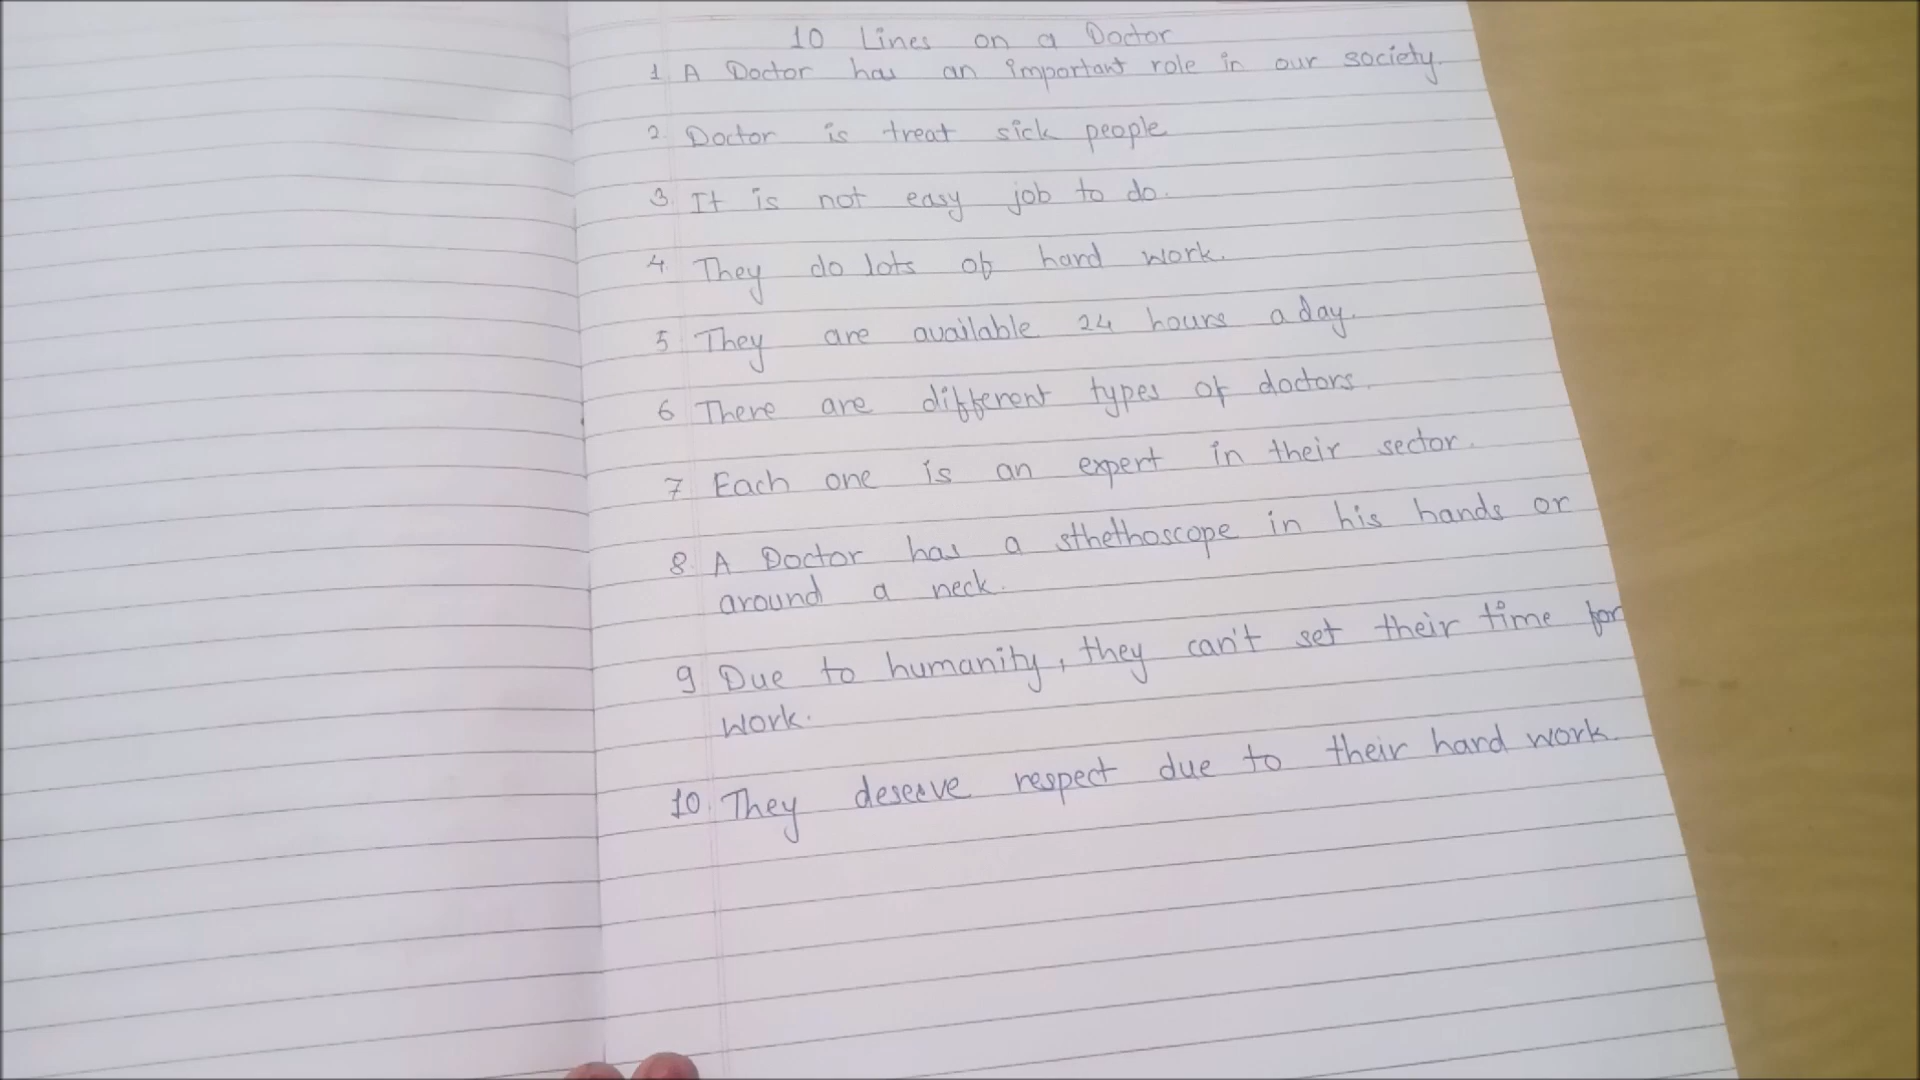 10 Lines on a Doctor
1. A Doctor has an important role in our society.
2. Doctor is treat sick people
3. It is not easy job to do.
4. They do lots of hard work.
5 They are available 24 hours a day.
6 There are different types of doctors.
7 Each one is an expert in their sector.
8. A Doctor has a sthethoscope in his hands or
around a neck.
9 Due to humanity, they can't set their time for
work.
10. They deserve respect due to their hard work.